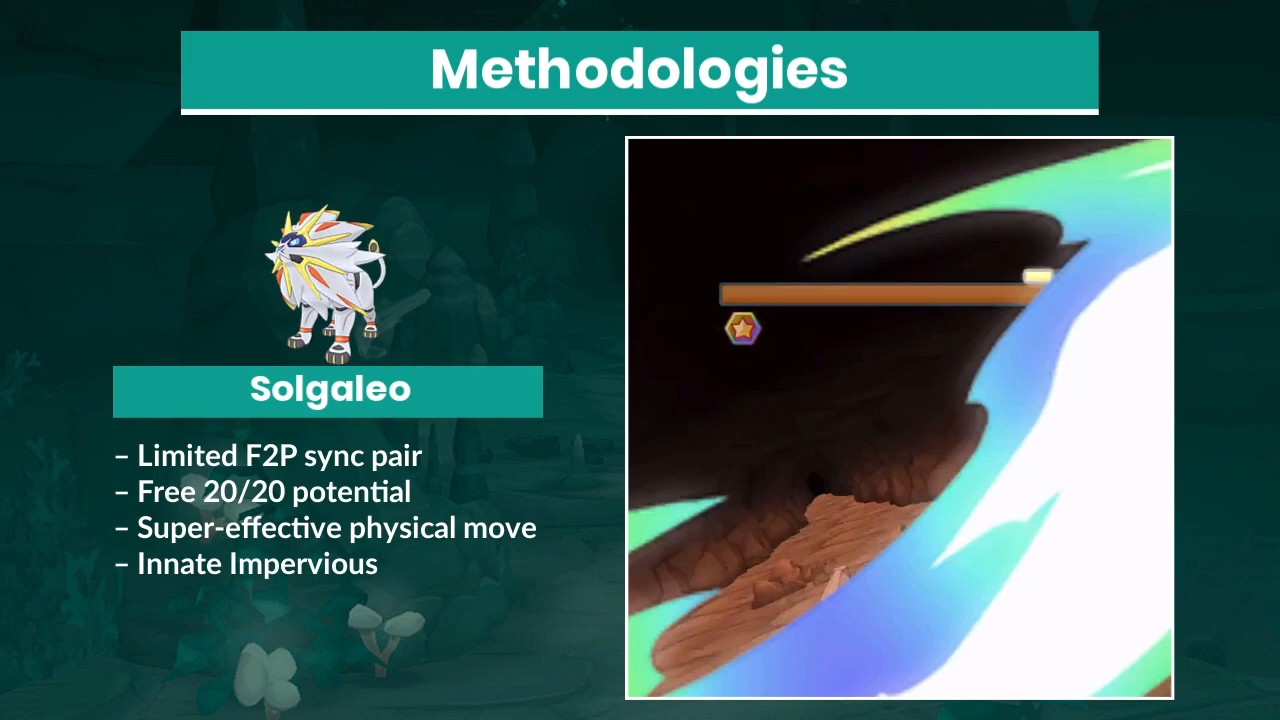 Methodologies
Solgaleo
– Limited F2P sync pair
– Free 20/20 potential
– Super-effective physical move
– Innate Impervious